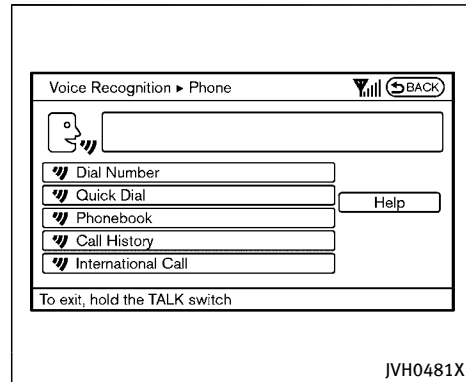 Voice Recognition ▸ Phone
BACK
Dial Number
Quick Dial
Help
Phonebook
Call History
International Call
To exit, hold the TALK switch
JVH0481X